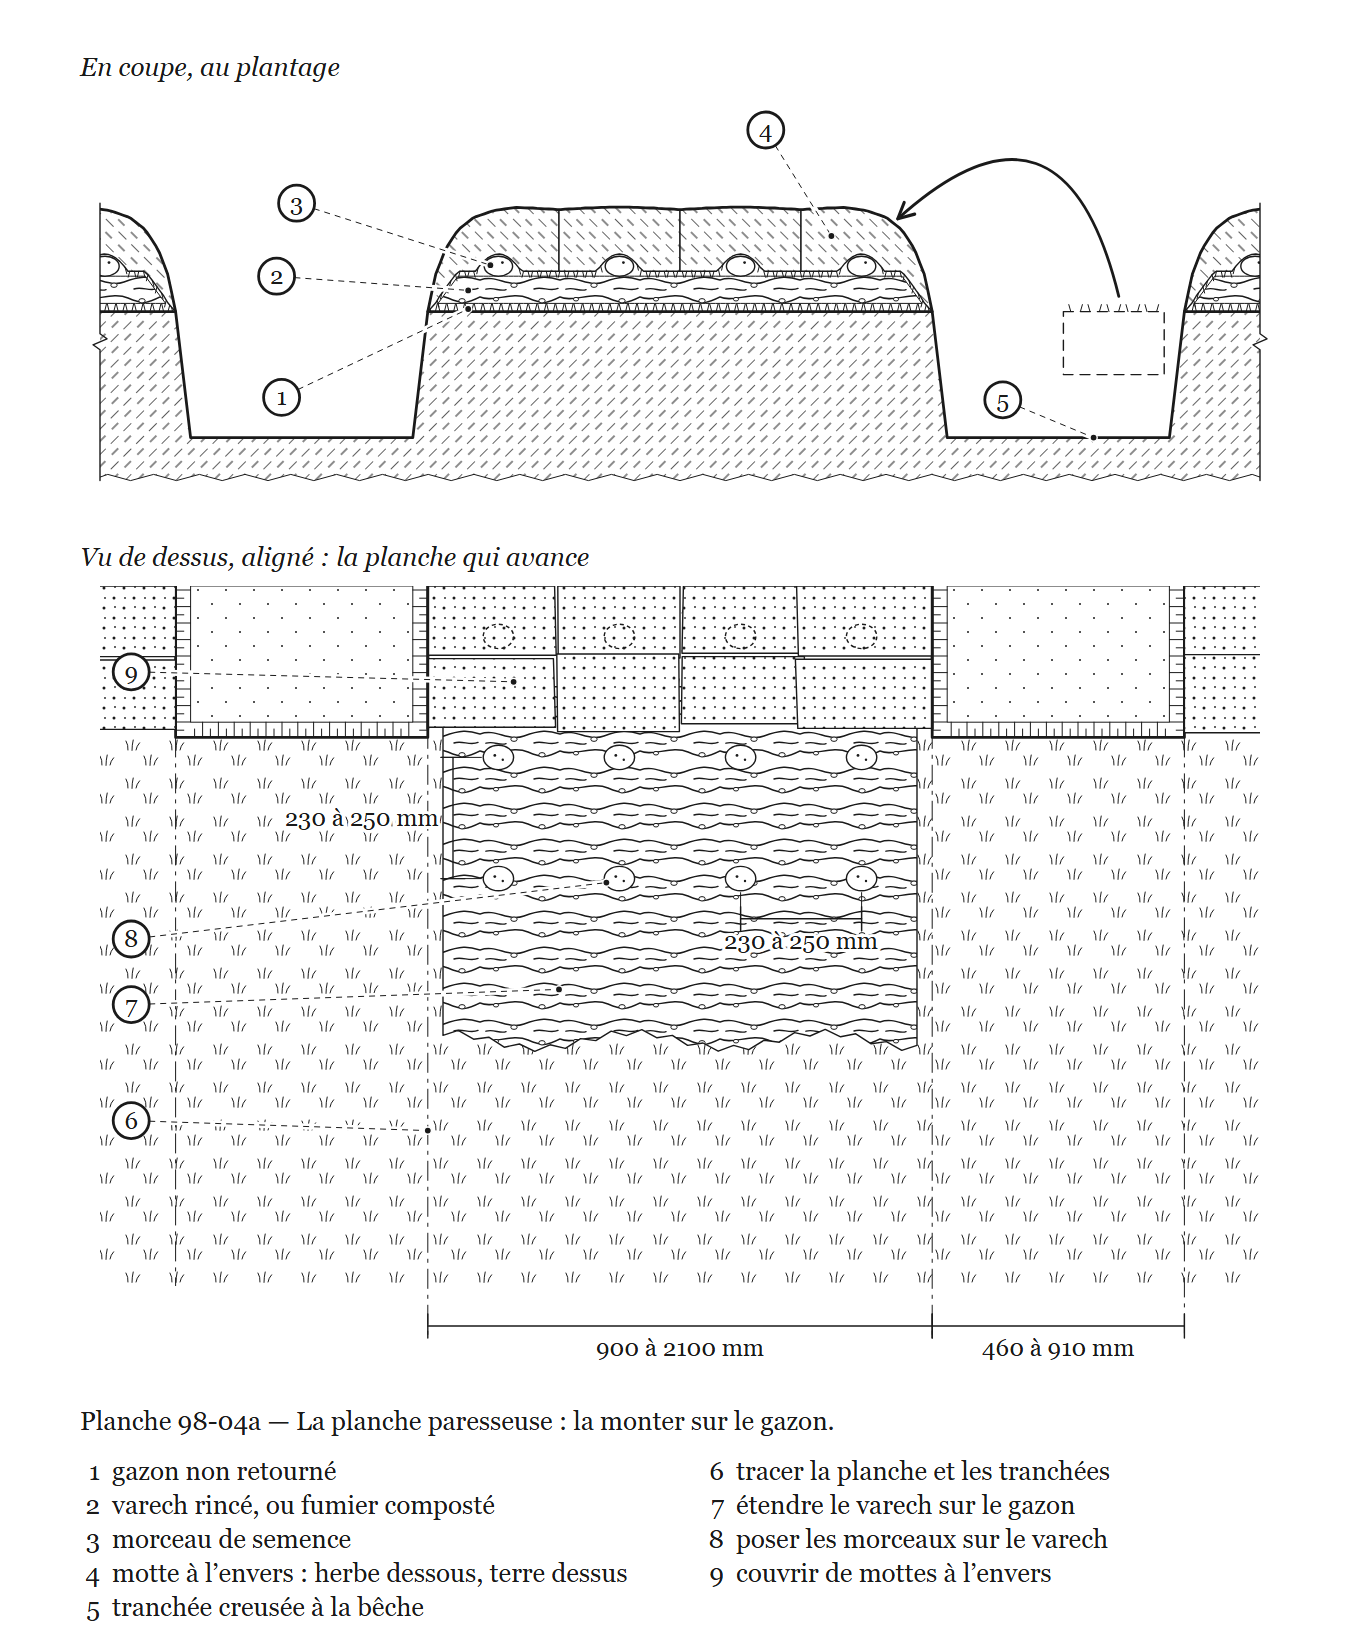 En coupe, au plantage
4
3
2
1
5
Vu de dessus, aligné : la planche qui avance
9
230 à 250 mm
8
230 à 250 mm
7
6
900 à 2100 mm
460 à 910 mm
Planche 98-04a — La planche paresseuse : la monter sur le gazon.
1 gazon non retourné
2 varech rincé, ou fumier composté
3 morceau de semence
4 motte à l’envers : herbe dessous, terre dessus
5 tranchée creusée à la bêche
6 tracer la planche et les tranchées
7 étendre le varech sur le gazon
8 poser les morceaux sur le varech
9 couvrir de mottes à l’envers